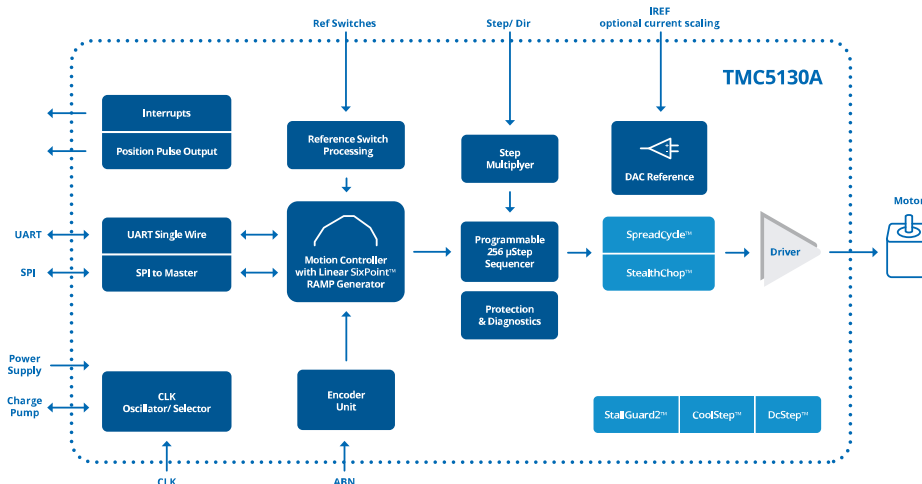 Ref Switches
Step/ Dir
IREF
optional current scaling
TMC5130A
Interrupts
Position Pulse Output
Reference Switch
Processing
Step
Multiplyer
DAC Reference
Motor
UART
UART Single Wire
SPI
SPI to Master
Motion Controller
with Linear SixPoint™
RAMP Generator
Programmable
256 µStep
Sequencer
SpreadCycle™
StealthChop™
Driver
Protection
& Diagnostics
Power
Supply
Charge
Pump
CLK
Oscillator/ Selector
Encoder
Unit
StallGuard2™
CoolStep™
DcStep™
CLK
ABN